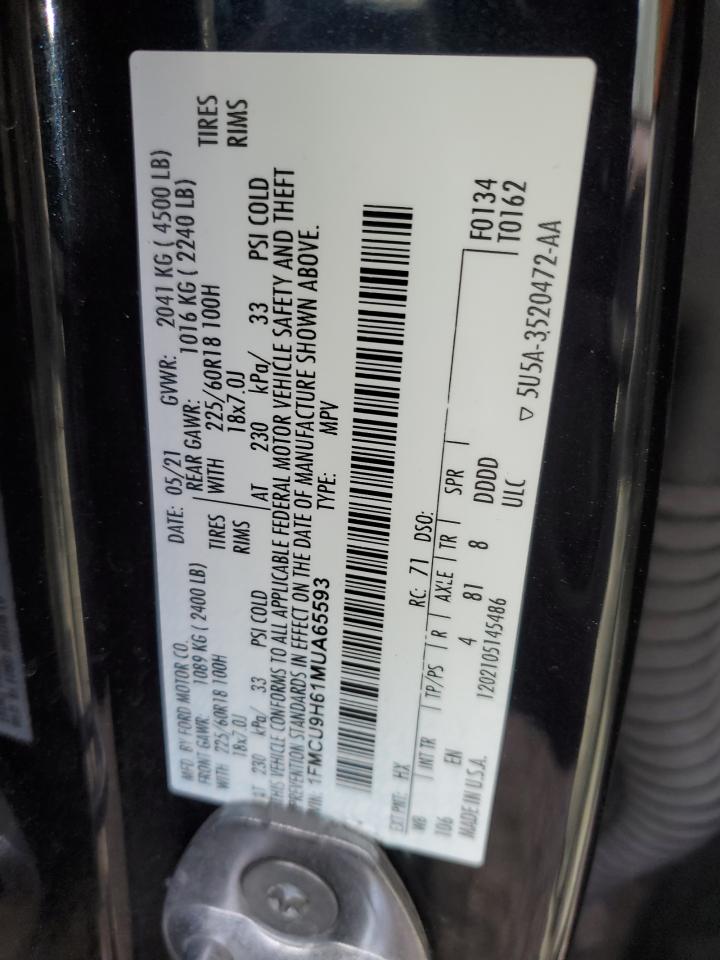 MFD. BY FORD MOTOR CO.
DATE: 05/21 GVWR: 2041 KG ( 4500 LB)
FRONT GAWR: 1089 KG ( 2400 LB) REAR GAWR: 1016 KG ( 2240 LB)
WITH 225/60R18 100H TIRES WITH 225/60R18 100H TIRES
18x7.0J RIMS 18x7.0J RIMS
AT 230 kPa/ 33 PSI COLD AT 230 kPa/ 33 PSI COLD
THIS VEHICLE CONFORMS TO ALL APPLICABLE FEDERAL MOTOR VEHICLE SAFETY AND THEFT
PREVENTION STANDARDS IN EFFECT ON THE DATE OF MANUFACTURE SHOWN ABOVE.
VIN: 1FMCU9H61MUA65593 TYPE: MPV
EXT PNT: HX RC: 71 DSO: F0134
T0162
WB INT TR TP/PS R AXLE TR SPR
106 EN 4 81 8 DDDD
MADE IN U.S.A. 1202105145486 ULC ▽ 5U5A-3520472-AA